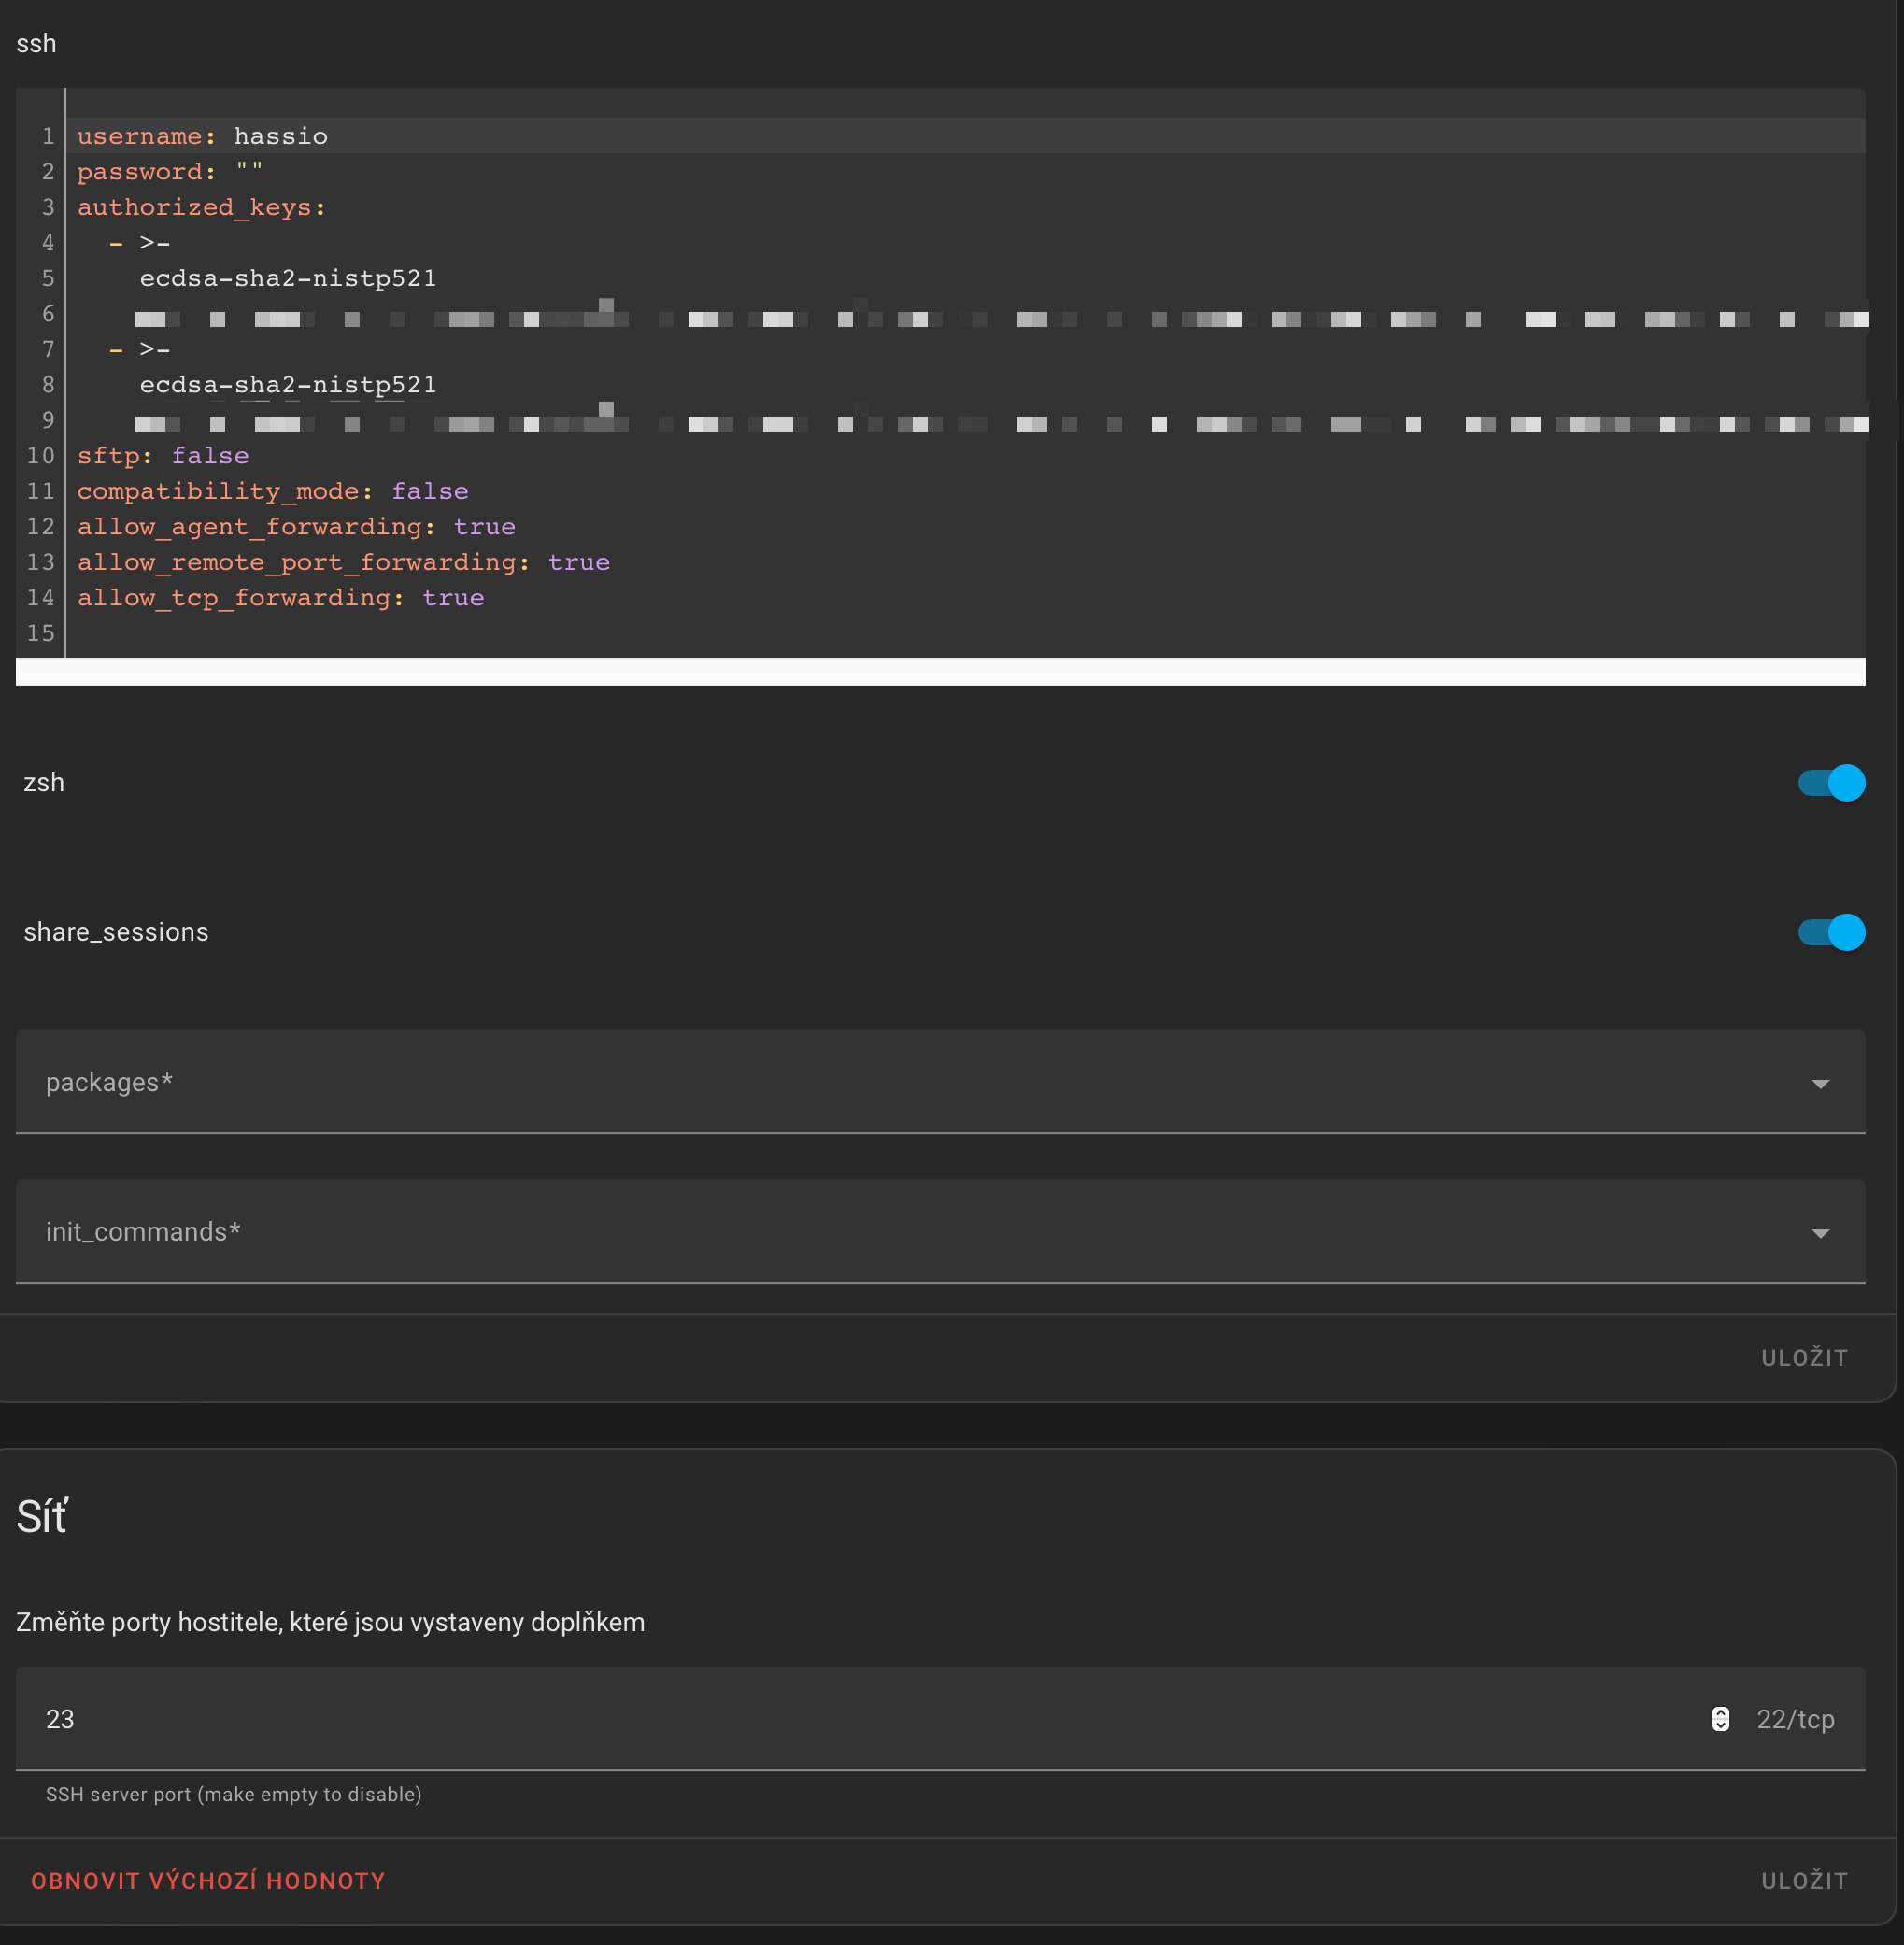 ssh
1 username: hassio
2 password: ""
3 authorized_keys:
4 - >-
5 ecdsa-sha2-nistp521
6
7 - >-
8 ecdsa-sha2-nistp521
9
10 sftp: false
11 compatibility_mode: false
12 allow_agent_forwarding: true
13 allow_remote_port_forwarding: true
14 allow_tcp_forwarding: true
15
zsh
share_sessions
packages*
init_commands*
ULOŽIT
Síť
Změňte porty hostitele, které jsou vystaveny doplňkem
23 22/tcp
SSH server port (make empty to disable)
OBNOVIT VÝCHOZÍ HODNOTY ULOŽIT